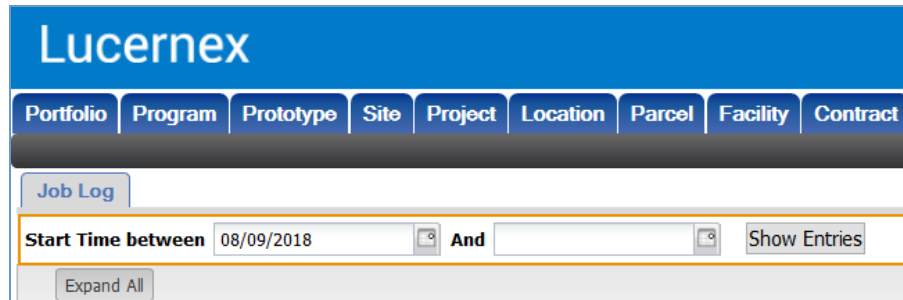 Lucernex
Portfolio Program Prototype Site Project Location Parcel Facility Contract
Job Log
Start Time between 08/09/2018 And Show Entries
Expand All